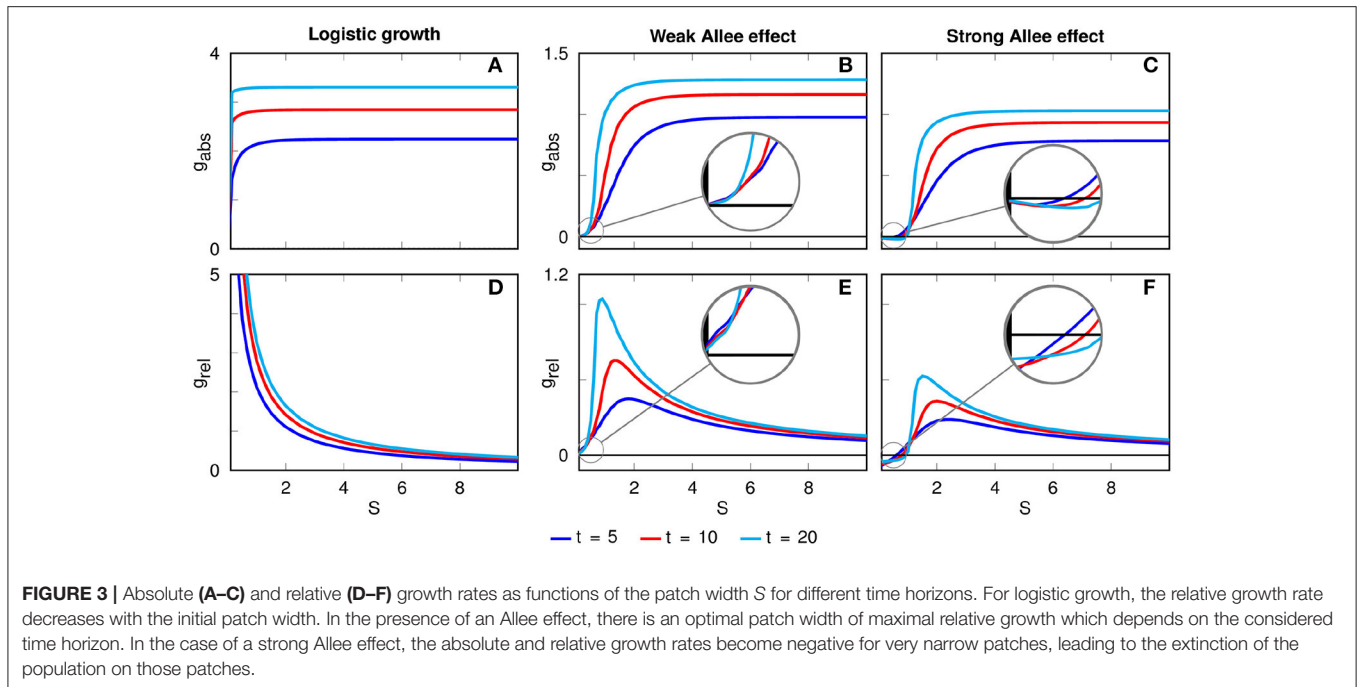 Logistic growth
Weak Allee effect
Strong Allee effect
4
A
g_abs
0
1.5
B
g_abs
0
C
5
D
g_rel
0
2 4 6 8
S
1.2
E
g_rel
0
2 4 6 8
S
F
2 4 6 8
S
t = 5 t = 10 t = 20
FIGURE 3 | Absolute (A–C) and relative (D–F) growth rates as functions of the patch width S for different time horizons. For logistic growth, the relative growth rate
decreases with the initial patch width. In the presence of an Allee effect, there is an optimal patch width of maximal relative growth which depends on the considered
time horizon. In the case of a strong Allee effect, the absolute and relative growth rates become negative for very narrow patches, leading to the extinction of the
population on those patches.